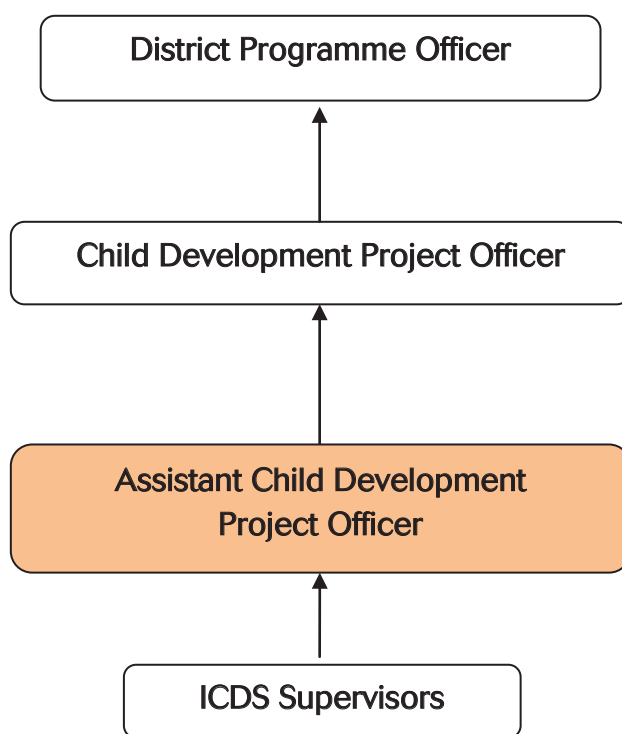 District Programme Officer
Child Development Project Officer
Assistant Child Development
Project Officer
ICDS Supervisors